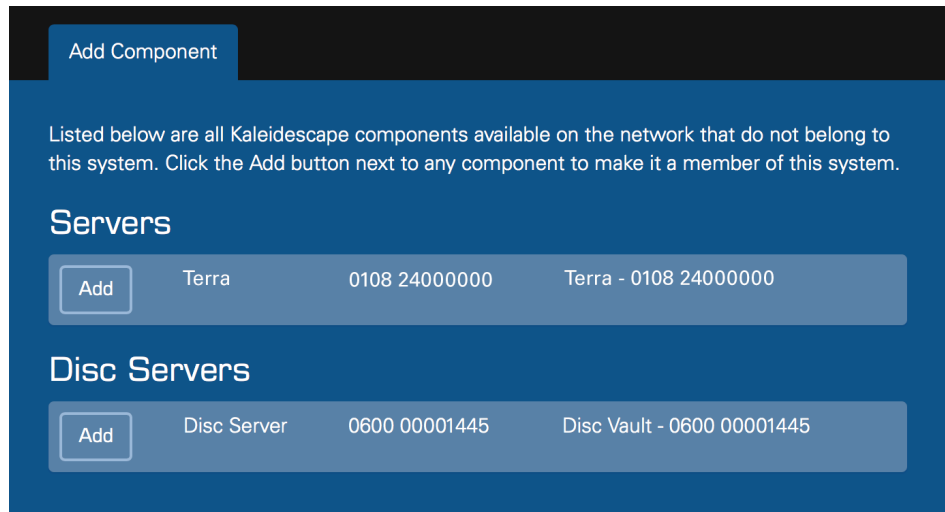 Add Component
Listed below are all Kaleidescape components available on the network that do not belong to
this system. Click the Add button next to any component to make it a member of this system.
Servers
Add Terra 0108 24000000 Terra - 0108 24000000
Disc Servers
Add Disc Server 0600 00001445 Disc Vault - 0600 00001445